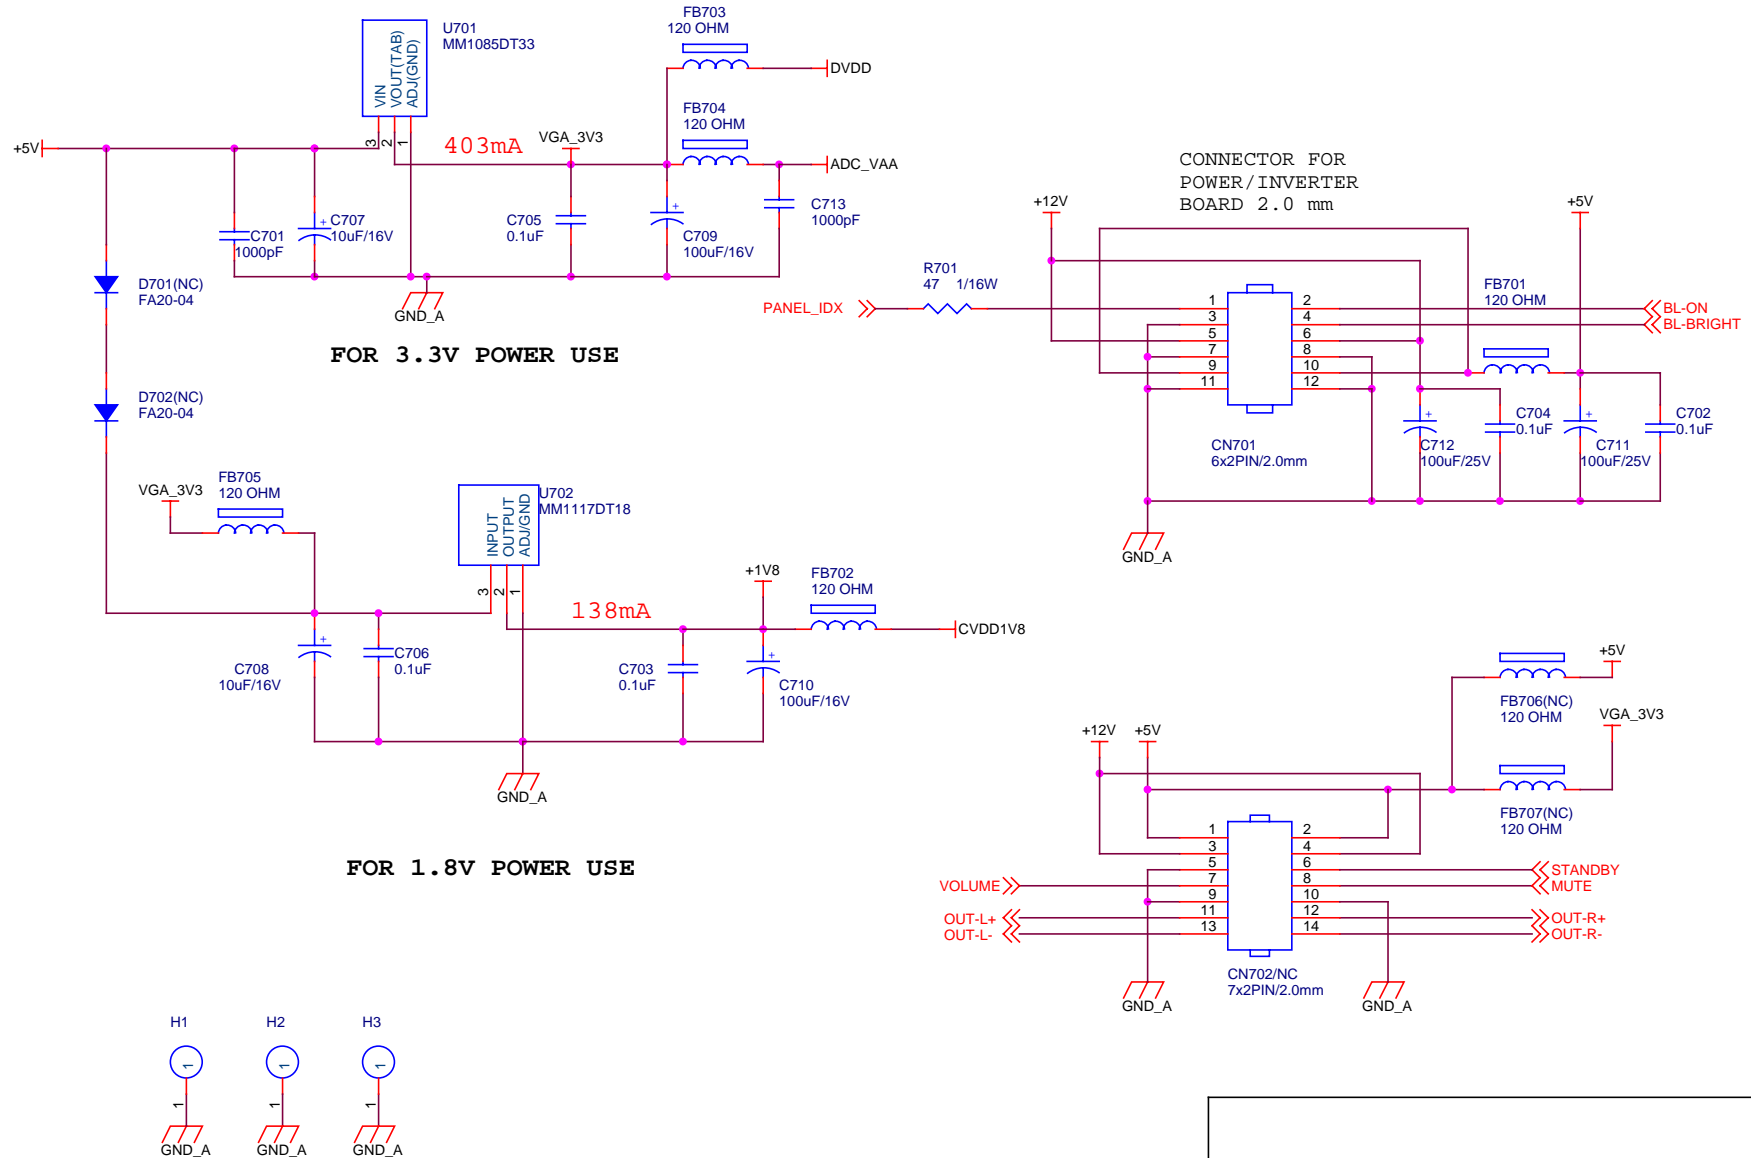 FB703
120 OHM
U701
MM1085DT33
VIN
VOUT(TAB)
ADJ(GND)
3
2
1
DVDD
FB704
120 OHM
+5V
403mA
VGA_3V3
ADC_VAA
C701
1000pF
C707
10uF/16V
C705
0.1uF
C709
100uF/16V
C713
1000pF
GND_A
FOR 3.3V POWER USE
D701(NC)
FA20-04
D702(NC)
FA20-04
VGA_3V3
FB705
120 OHM
U702
MM1117DT18
INPUT
OUTPUT
ADJ/GND
3
2
1
138mA
+1V8
FB702
120 OHM
CVDD1V8
C708
10uF/16V
C706
0.1uF
C703
0.1uF
C710
100uF/16V
GND_A
FOR 1.8V POWER USE
CONNECTOR FOR
POWER/INVERTER
BOARD 2.0 mm
+12V
+5V
R701
47 1/16W
PANEL_IDX
FB701
120 OHM
1 2
3 4
5 6
7 8
9 10
11 12
BL-ON
BL-BRIGHT
CN701
6x2PIN/2.0mm
C712
100uF/25V
C704
0.1uF
C711
100uF/25V
C702
0.1uF
GND_A
+5V
FB706(NC)
120 OHM
VGA_3V3
+12V
+5V
FB707(NC)
120 OHM
1 2
3 4
5 6
7 8
9 10
11 12
13 14
VOLUME
OUT-L+
OUT-L-
STANDBY
MUTE
OUT-R+
OUT-R-
CN702/NC
7x2PIN/2.0mm
GND_A
GND_A
H1
H2
H3
1
1
1
1
1
1
GND_A
GND_A
GND_A